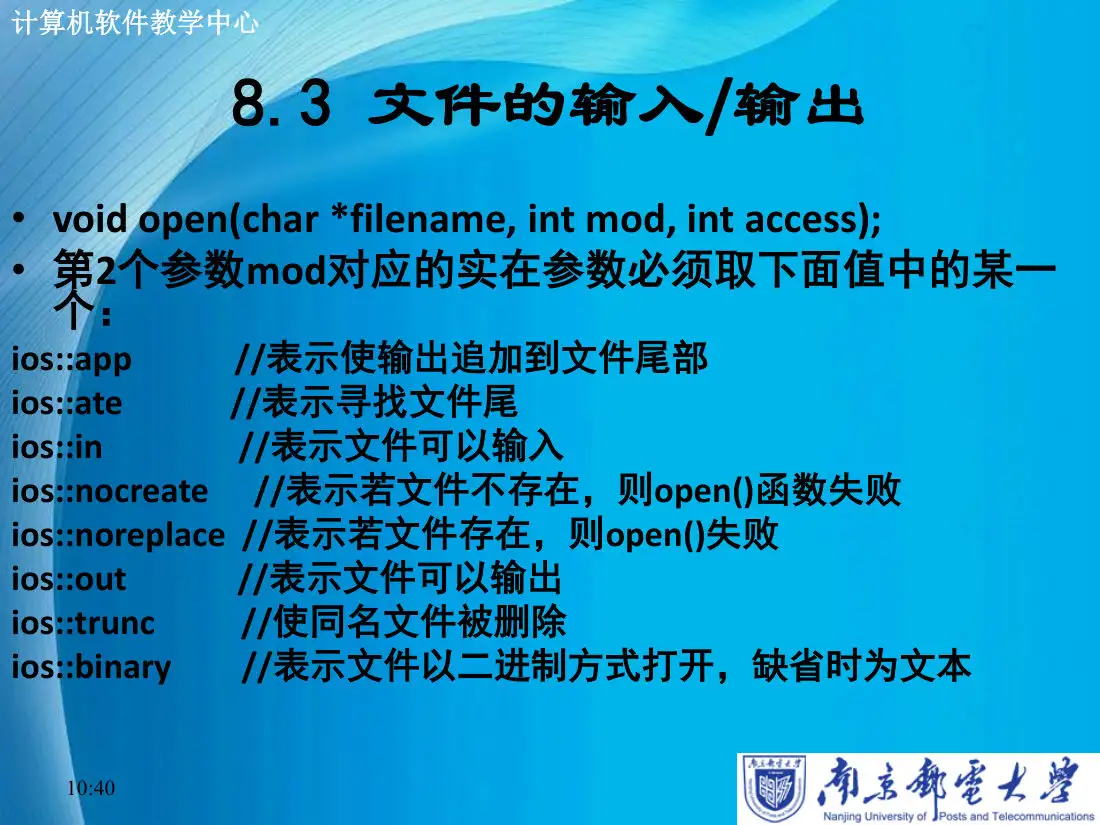 计算机软件教学中心
8.3 文件的输入/输出
• void open(char *filename, int mod, int access);
• 第2个参数mod对应的实在参数必须取下面值中的某一
个：
ios::app //表示使输出追加到文件尾部
ios::ate //表示寻找文件尾
ios::in //表示文件可以输入
ios::nocreate //表示若文件不存在，则open()函数失败
ios::noreplace //表示若文件存在，则open()失败
ios::out //表示文件可以输出
ios::trunc //使同名文件被删除
ios::binary //表示文件以二进制方式打开，缺省时为文本
10:40
南京邮电大学
南京郵電大学
Nanjing University of Posts and Telecommunications